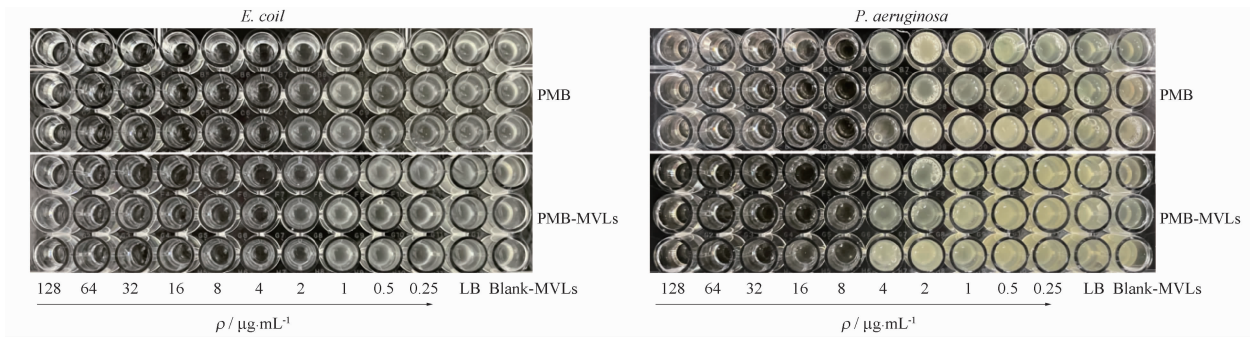 E. coil
P. aeruginosa
PMB
PMB-MVLs
128 64 32 16 8 4 2 1 0.5 0.25 LB Blank-MVLs
ρ / μg·mL⁻¹
PMB
PMB-MVLs
128 64 32 16 8 4 2 1 0.5 0.25 LB Blank-MVLs
ρ / μg·mL⁻¹